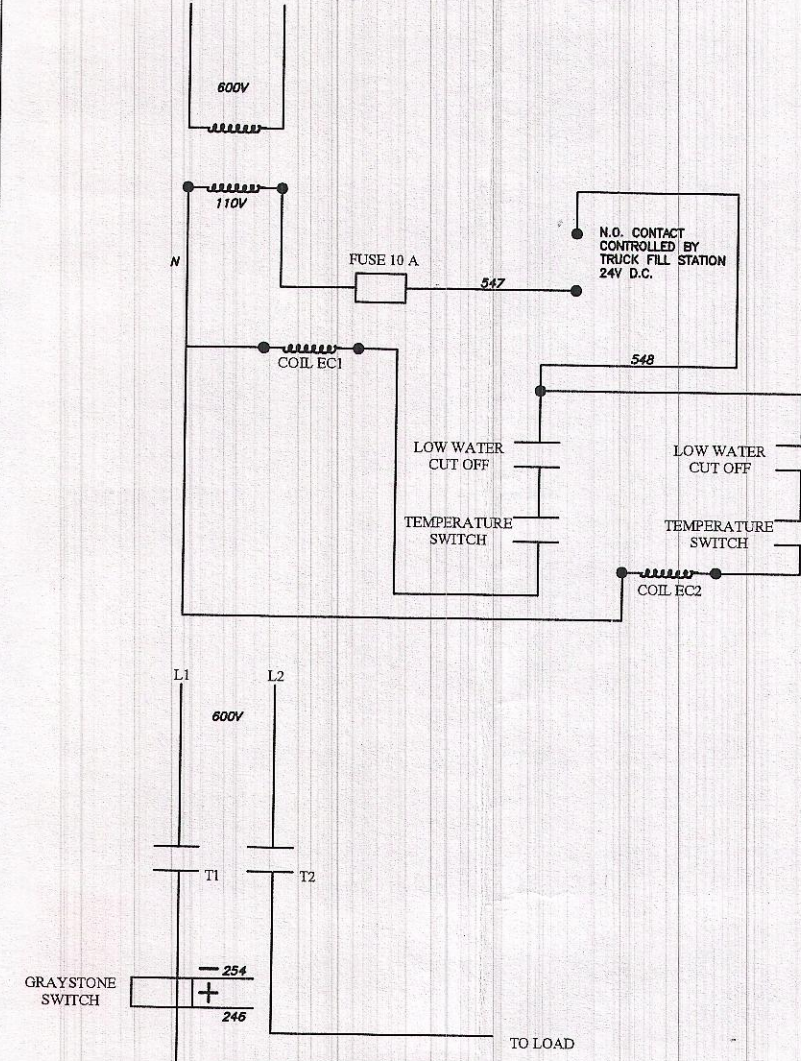 600V
110V
N
FUSE 10 A
547
N.O. CONTACT
CONTROLLED BY
TRUCK FILL STATION
24V D.C.
COIL EC1
548
LOW WATER
CUT OFF
LOW WATER
CUT OFF
TEMPERATURE
SWITCH
TEMPERATURE
SWITCH
COIL EC2
L1
L2
600V
T1
T2
GRAYSTONE
SWITCH
— 254
+
246
TO LOAD